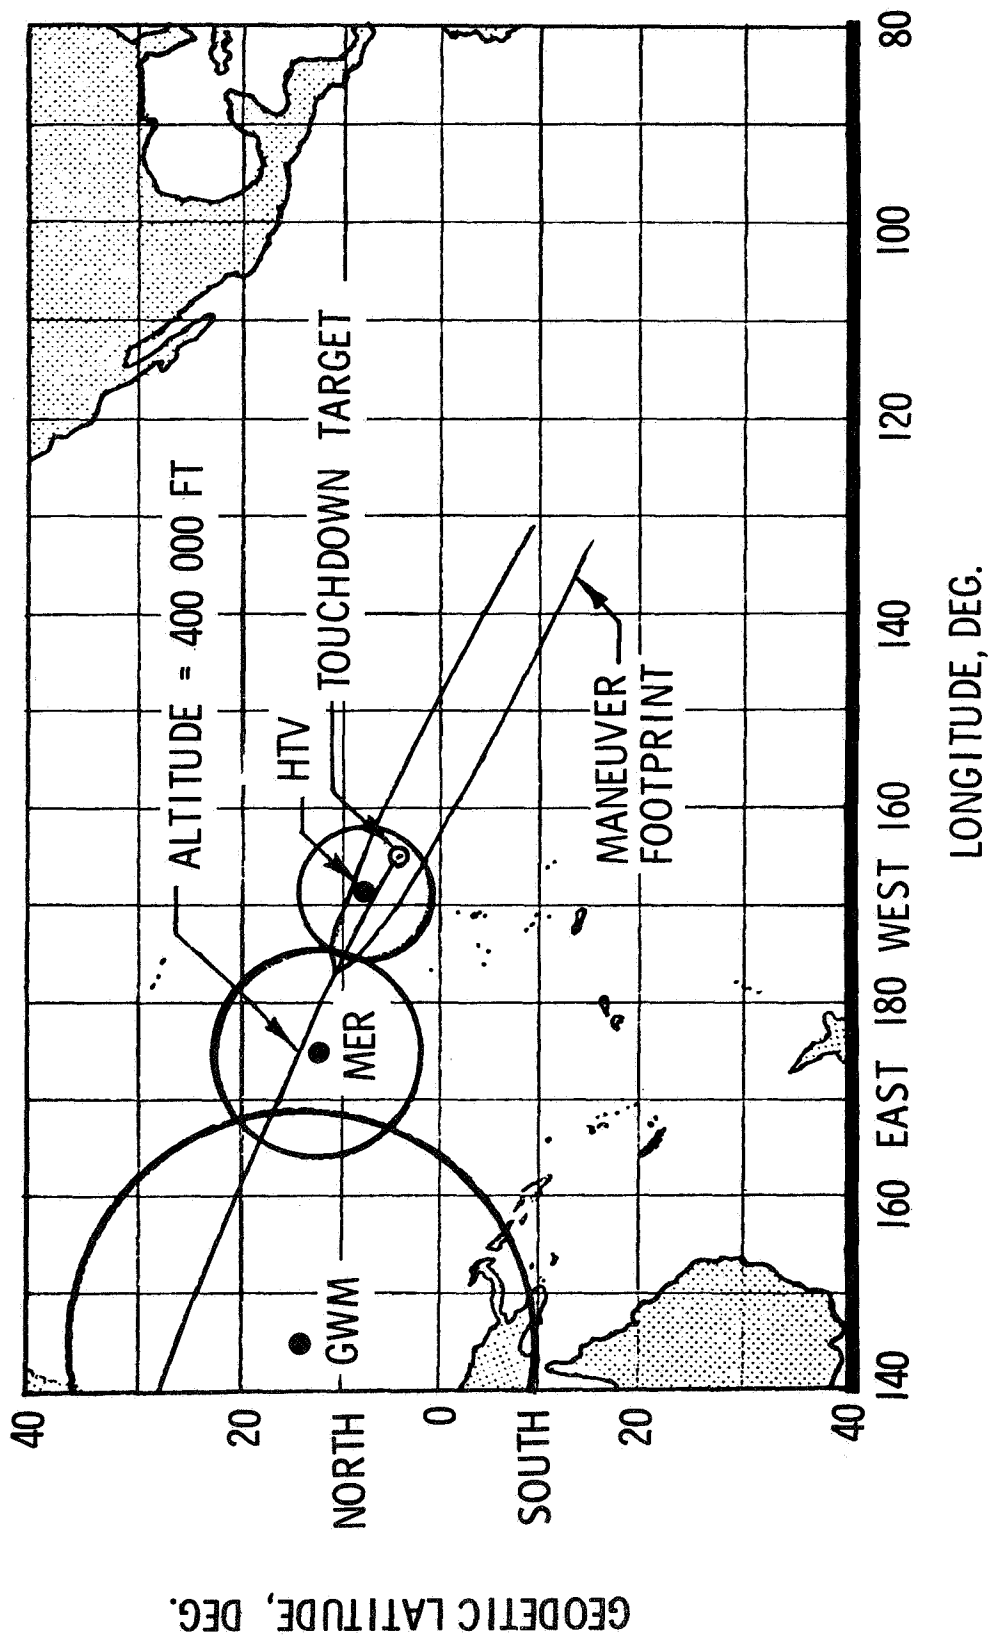 40
20
NORTH
0
SOUTH
20
40
GEODETIC LATITUDE, DEG.
ALTITUDE = 400 000 FT
HTV
TOUCHDOWN TARGET
MER
GWM
MANEUVER
FOOTPRINT
140 160 EAST 180 WEST 160 140 120 100 80
LONGITUDE, DEG.